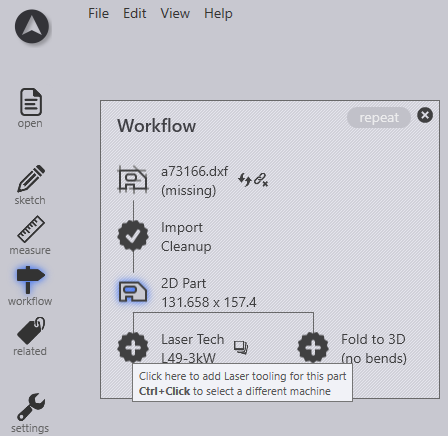 File Edit View Help
open
sketch
measure
workflow
related
settings
Workflow
repeat
a73166.dxf
(missing)
Import
Cleanup
2D Part
131.658 x 157.4
Laser Tech
L49-3kW
Fold to 3D
(no bends)
Click here to add Laser tooling for this part
Ctrl+Click to select a different machine